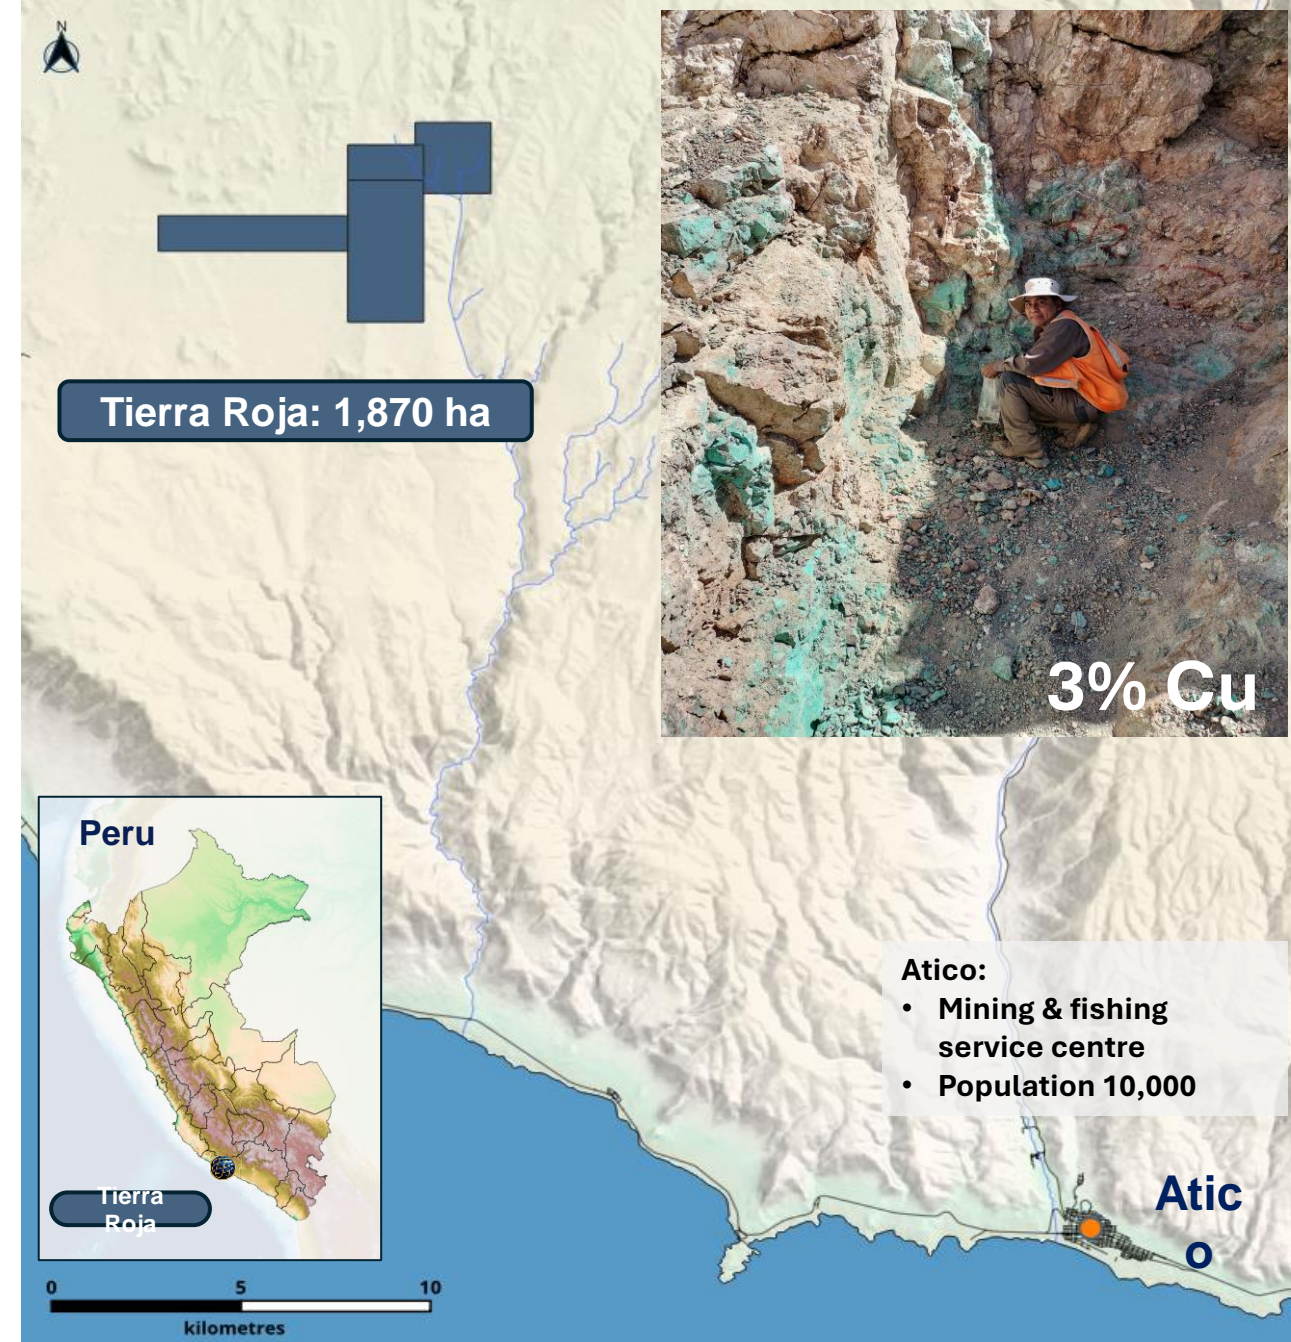 N
Tierra Roja: 1,870 ha
3% Cu
Peru
Tierra
Roja
Atico:
• Mining & fishing
service centre
• Population 10,000
Atic
o
0 5 10
kilometres